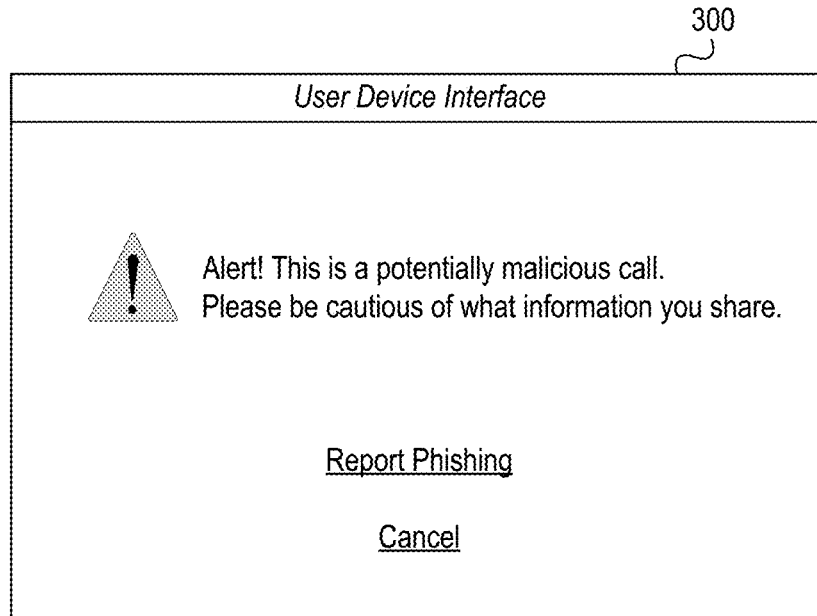 300
User Device Interface
Alert! This is a potentially malicious call.
Please be cautious of what information you share.
Report Phishing
Cancel